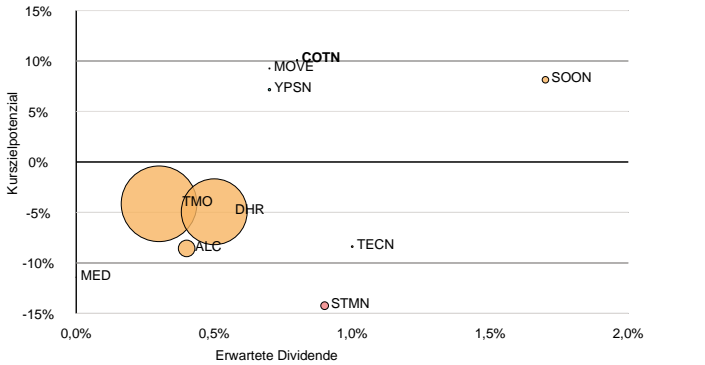 15%
10%
COTN
MOVE
SOON
YPSN
5%
Kurszielpotenzial
0%
TMO
DHR
-5%
ALC
TECN
-10%
MED
STMN
-15%
0,0%
0,5%
1,0%
1,5%
2,0%
Erwartete Dividende